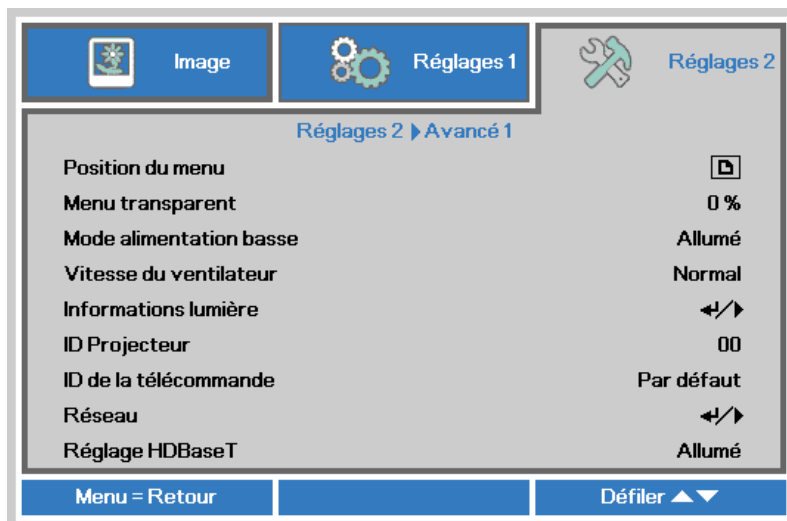 Image
Réglages 1
Réglages 2
Réglages 2 Avancé 1
Position du menu
Menu transparent 0 %
Mode alimentation basse Allumé
Vitesse du ventilateur Normal
Informations lumière
ID Projecteur 00
ID de la télécommande Par défaut
Réseau
Réglage HDBaseT Allumé
Menu = Retour Défiler